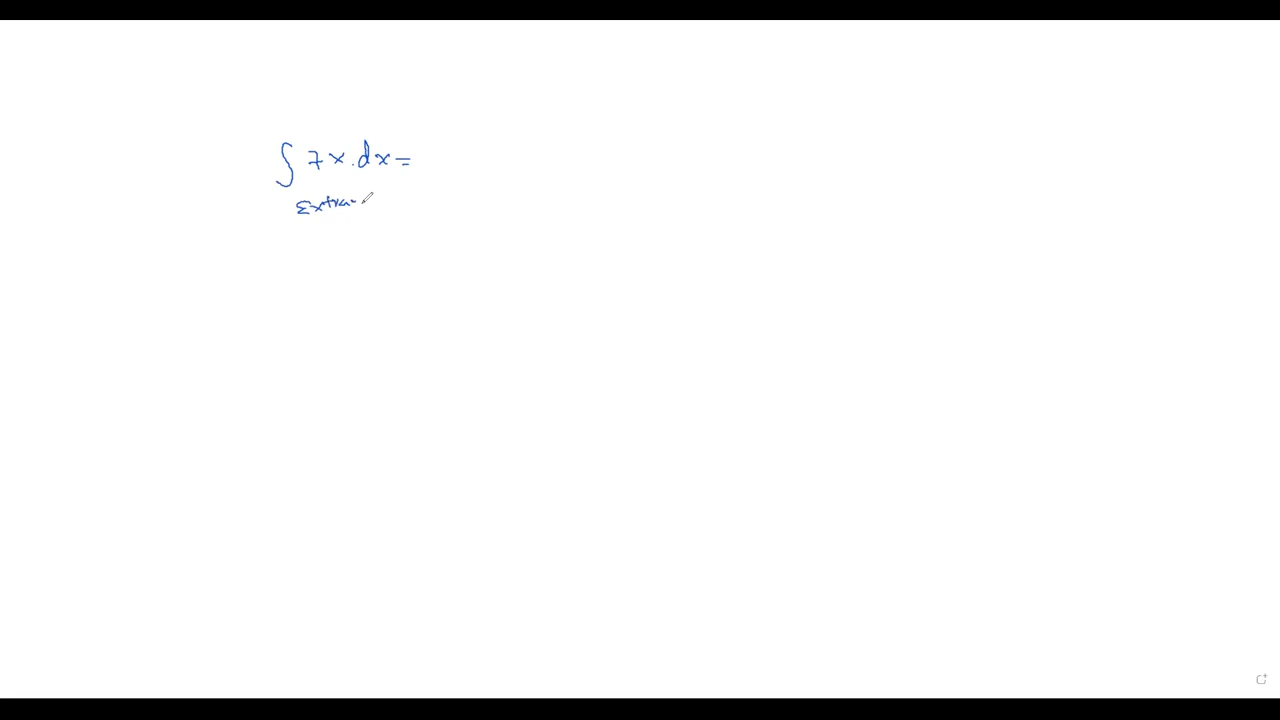 ∫ 7x.dx=
Extra